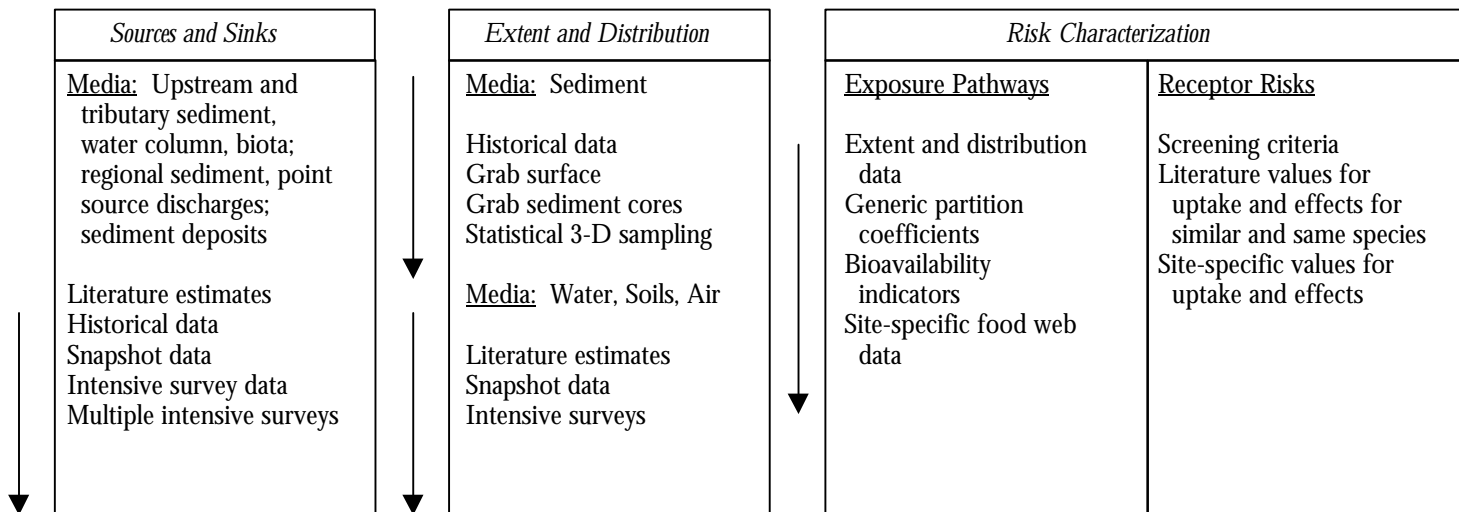 Sources and Sinks
Media: Upstream and
tributary sediment,
water column, biota;
regional sediment, point
source discharges;
sediment deposits
Literature estimates
Historical data
Snapshot data
Intensive survey data
Multiple intensive surveys
Extent and Distribution
Media: Sediment
Historical data
Grab surface
Grab sediment cores
Statistical 3-D sampling
Media: Water, Soils, Air
Literature estimates
Snapshot data
Intensive surveys
Risk Characterization
Exposure Pathways
Extent and distribution
data
Generic partition
coefficients
Bioavailability
indicators
Site-specific food web
data
Receptor Risks
Screening criteria
Literature values for
uptake and effects for
similar and same species
Site-specific values for
uptake and effects